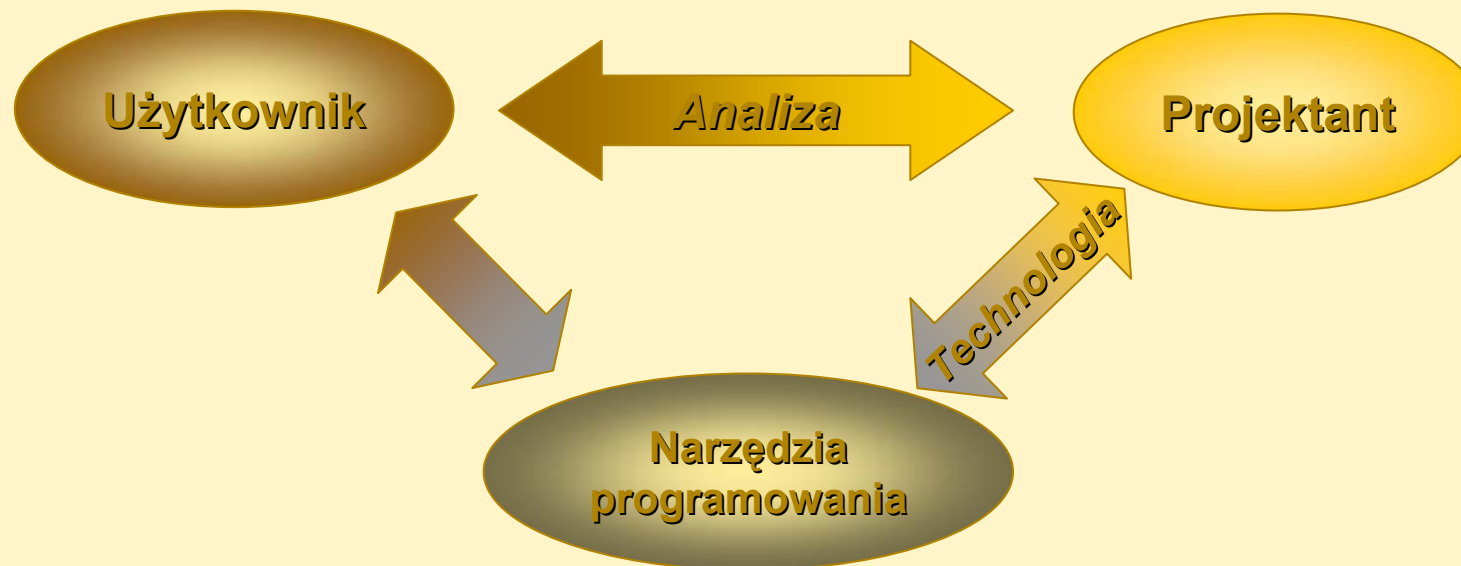 Użytkownik
Analiza
Projektant
Technologia
Narzędzia
programowania